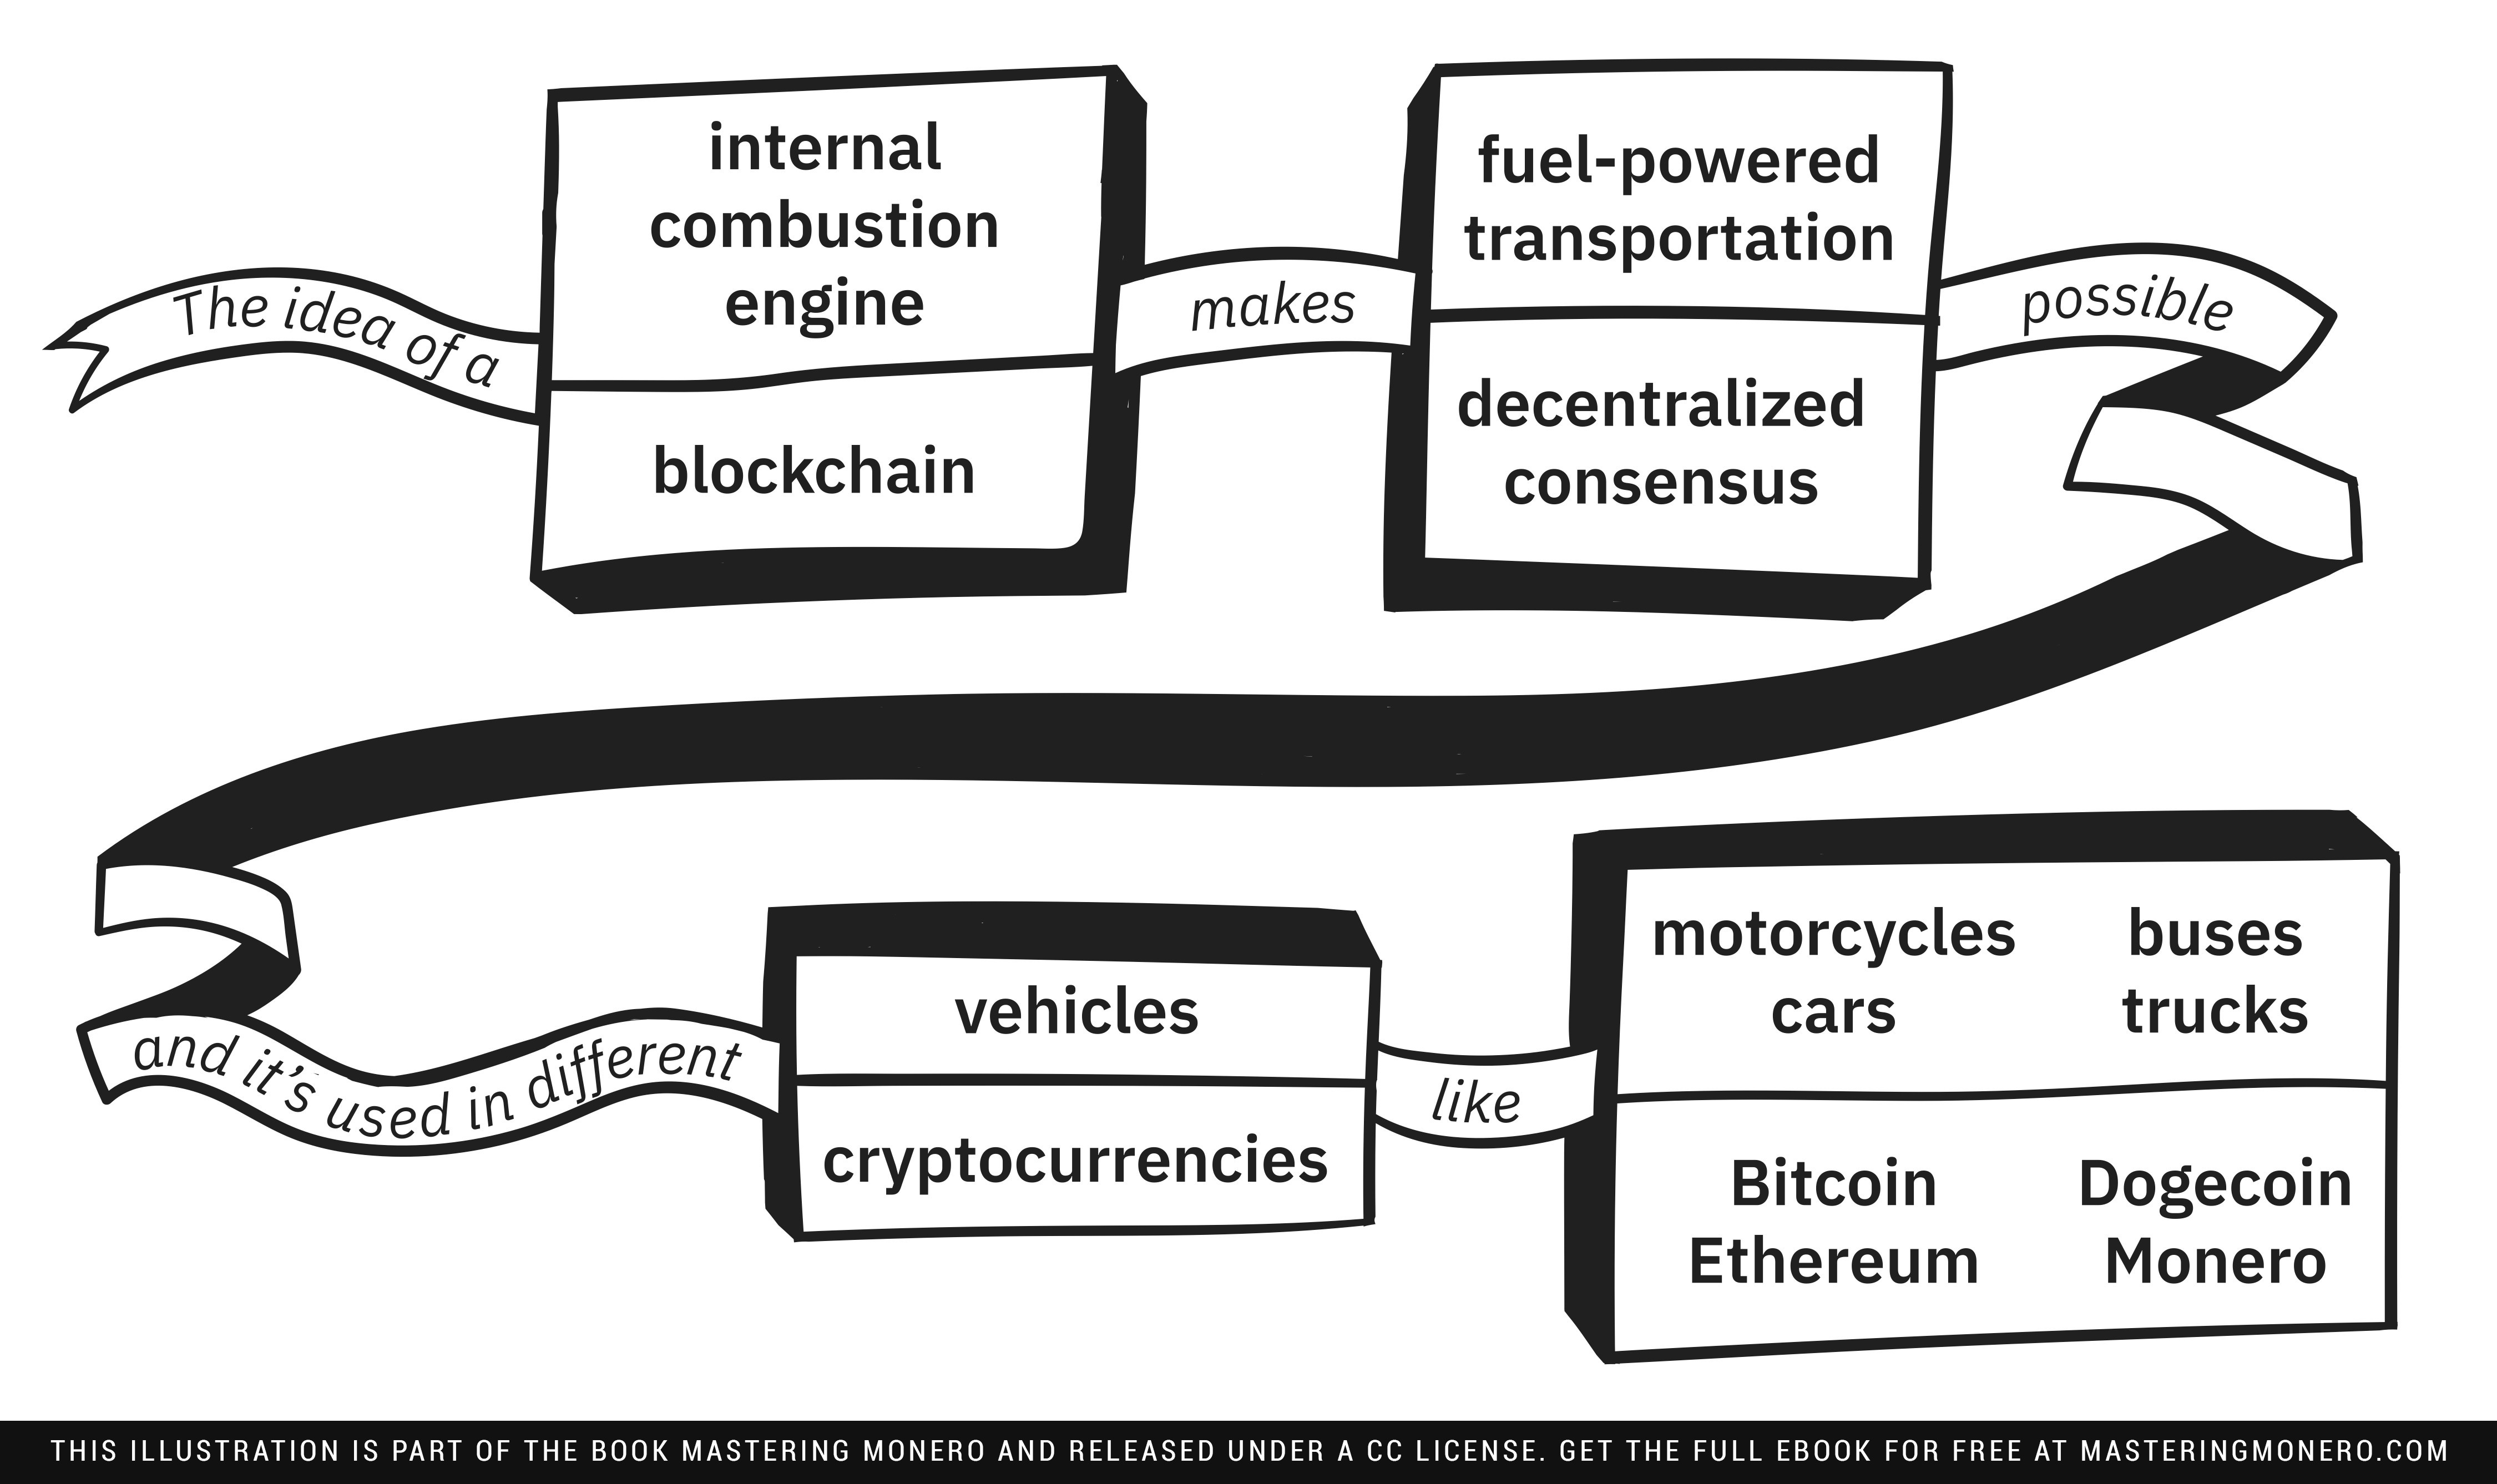 The idea of a
internal
combustion
engine
blockchain
makes
fuel-powered
transportation
decentralized
consensus
possible
and it's used in different
vehicles
cryptocurrencies
like
motorcycles buses
cars trucks
Bitcoin Dogecoin
Ethereum Monero
THIS ILLUSTRATION IS PART OF THE BOOK MASTERING MONERO AND RELEASED UNDER A CC LICENSE. GET THE FULL EBOOK FOR FREE AT MASTERINGMONERO.COM